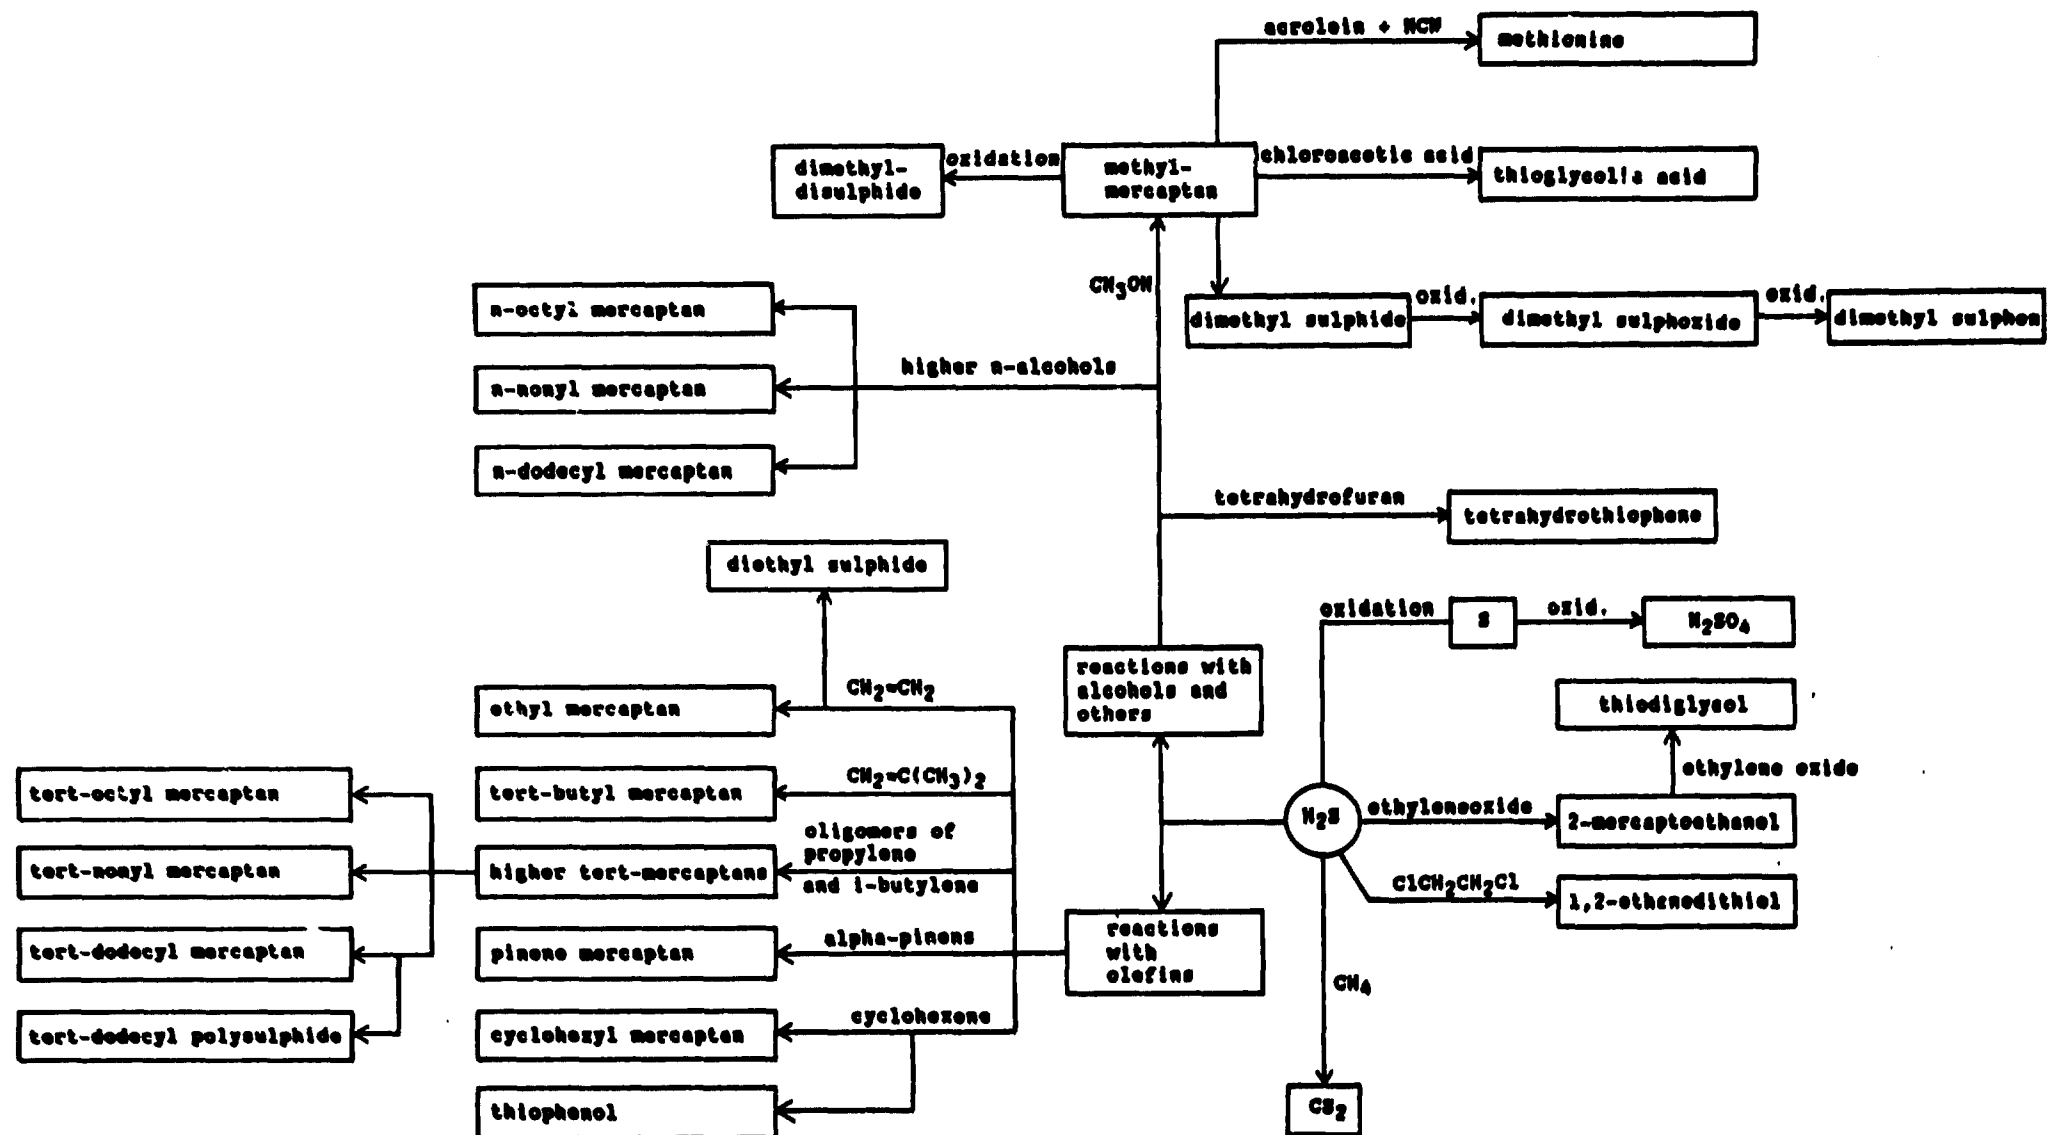 acrolein + HCN
methionine
dimethyl-
disulphide
oxidation
methyl-
mercaptan
chloroacetic acid
thioglycolic acid
CH₃OH
dimethyl sulphide
oxid.
dimethyl sulphoxide
oxid.
dimethyl sulphon
n-octyl mercaptan
higher n-alcohols
n-nonyl mercaptan
n-dodecyl mercaptan
tetrahydrofuran
tetrahydrothiophene
diethyl sulphide
oxidation
S
oxid.
H₂SO₄
reactions with
alcohols and
others
thiodiglycol
ethylene oxide
ethyl mercaptan
CH₂=CH₂
tert-octyl mercaptan
tert-butyl mercaptan
CH₂=C(CH₃)₂
H₂S
ethyleneoxide
2-mercaptoethanol
oligomers of
propylene
and i-butylene
tert-nonyl mercaptan
higher tert-mercaptans
ClCH₂CH₂Cl
1,2-ethanedithiol
tert-dodecyl mercaptan
pinene mercaptan
alpha-pinens
reactions
with
olefins
CH₄
tert-dodecyl polysulphide
cyclohexyl mercaptan
cyclohexene
thiophenol
CS₂